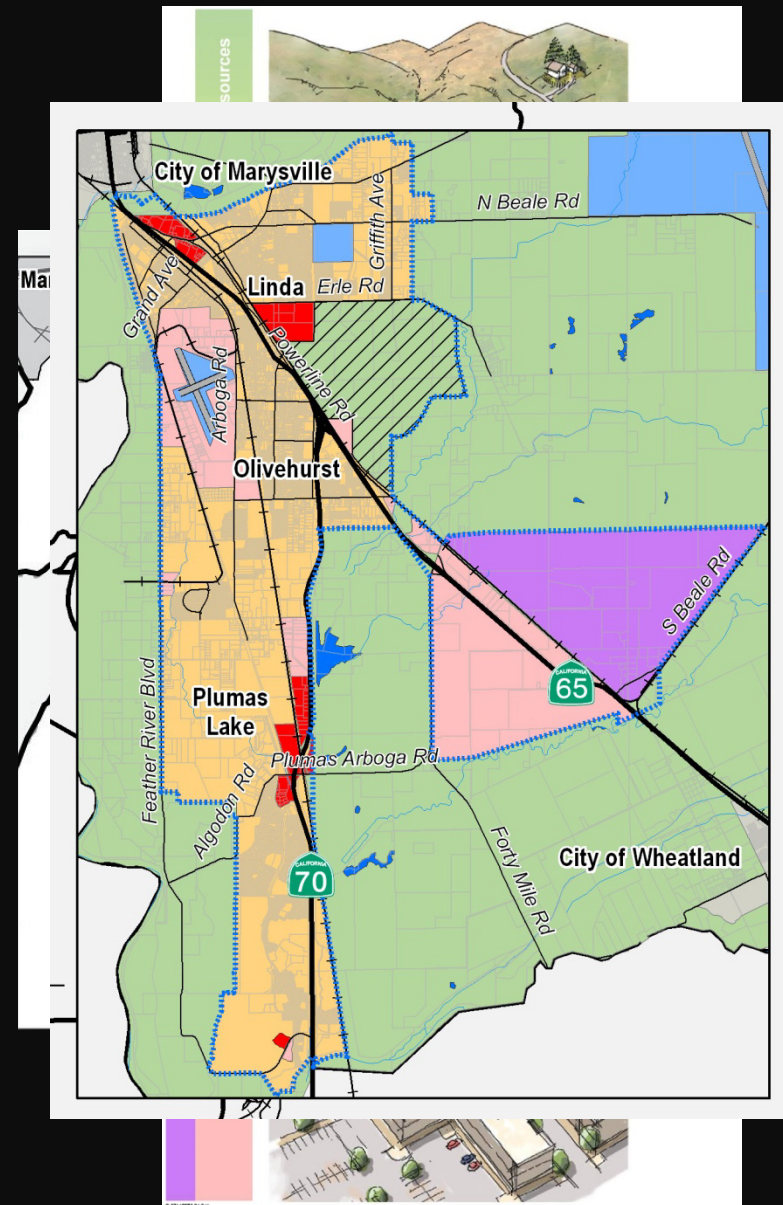 sources
City of Marysville
N Beale Rd
Griffith Ave
Mar
Linda
Erle Rd
Grand Ave
Powerline Rd
Arboga Rd
Olivehurst
S Beale Rd
CALIFORNIA
65
Plumas
Lake
Feather River Blvd
Plumas Arboga Rd
Algodon Rd
CALIFORNIA
70
Forty Mile Rd
City of Wheatland